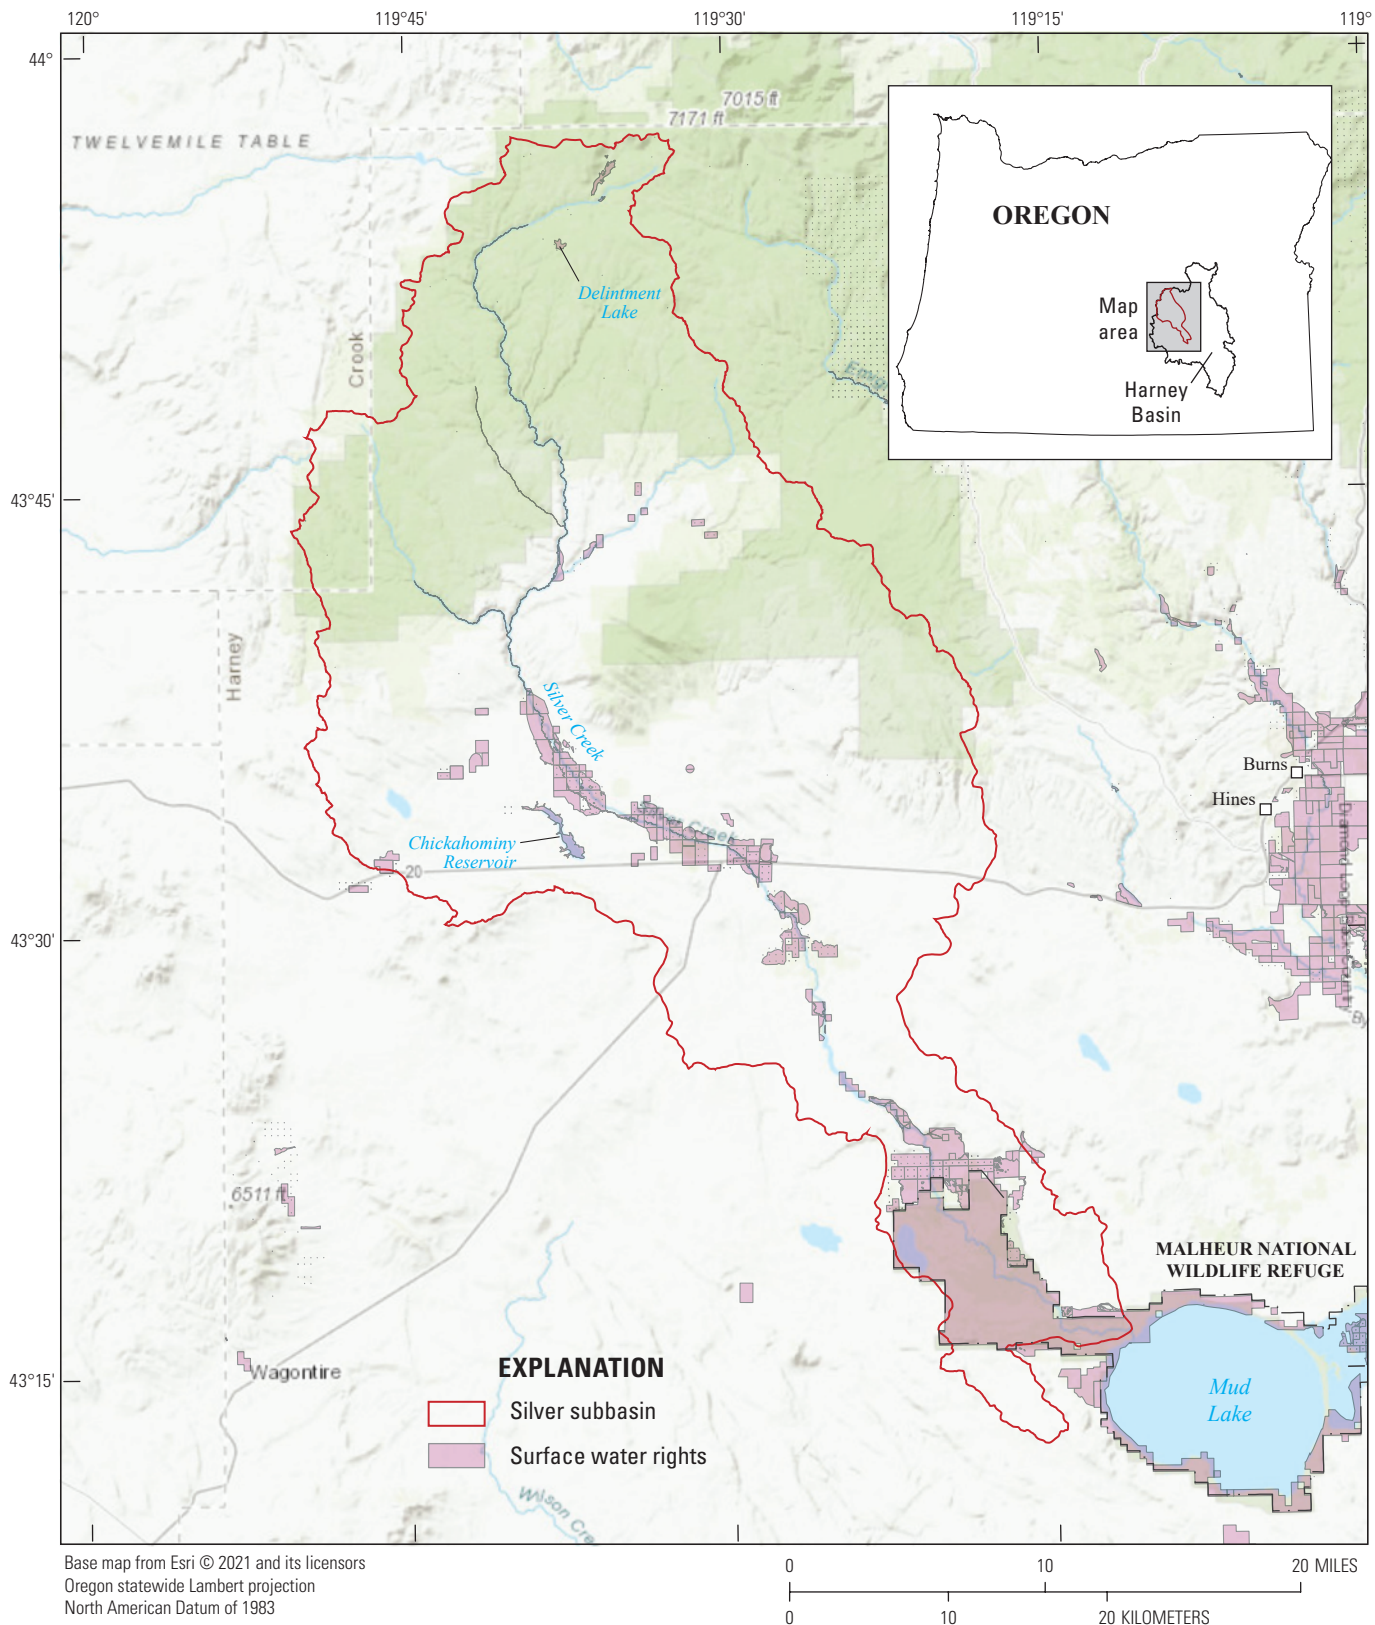 120°
119°45'
119°30'
119°15'
119°
44°
7015 ft
7171 ft
TWELVEMILE TABLE
OREGON
Map
area
Harney
Basin
Delintment
Lake
Crook
43°45'
Harney
Silver Creek
Burns
Hines
Chickahominy
Reservoir
20
43°30'
6511 ft
MALHEUR NATIONAL
WILDLIFE REFUGE
Wagontire
43°15'
EXPLANATION
Silver subbasin
Surface water rights
Mud
Lake
Wilson Cre
Base map from Esri © 2021 and its licensors
Oregon statewide Lambert projection
North American Datum of 1983
0 10 20 MILES
0 10 20 KILOMETERS